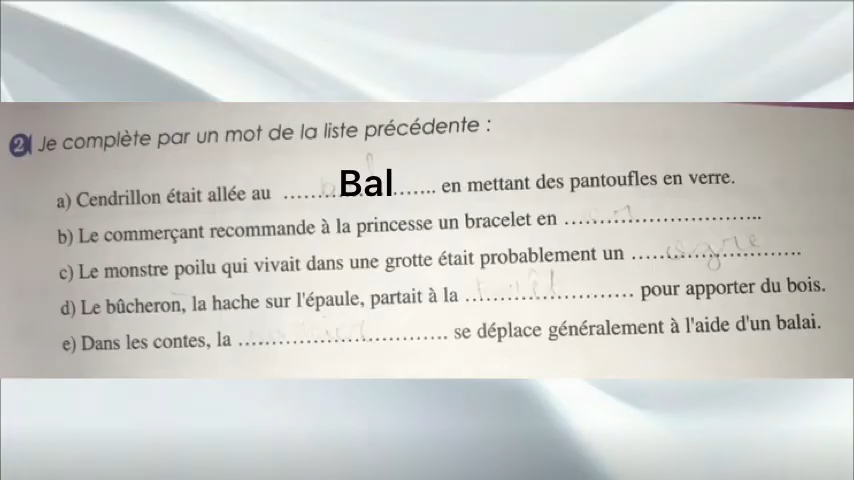 2 Je complète par un mot de la liste précédente :
a) Cendrillon était allée au ........Bal....... en mettant des pantoufles en verre.
b) Le commerçant recommande à la princesse un bracelet en ..............................
c) Le monstre poilu qui vivait dans une grotte était probablement un ......ogre......
d) Le bûcheron, la hache sur l'épaule, partait à la .............................. pour apporter du bois.
e) Dans les contes, la .................................... se déplace généralement à l'aide d'un balai.